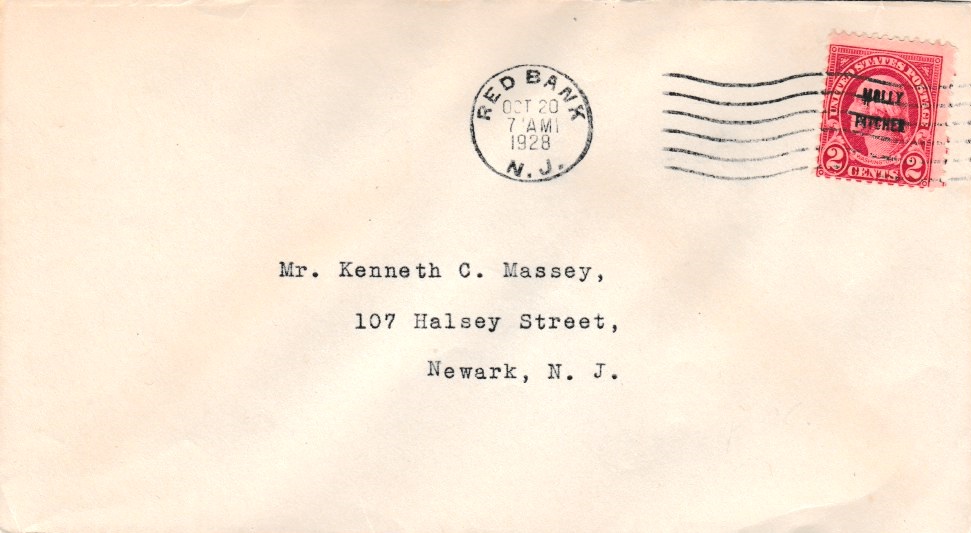 RED BANK
OCT 20
7 AM
1928
N.J.
UNITED STATES POSTAGE
MOLLY
PITCHER
2 CENTS 2
Mr. Kenneth C. Massey,
107 Halsey Street,
Newark, N. J.